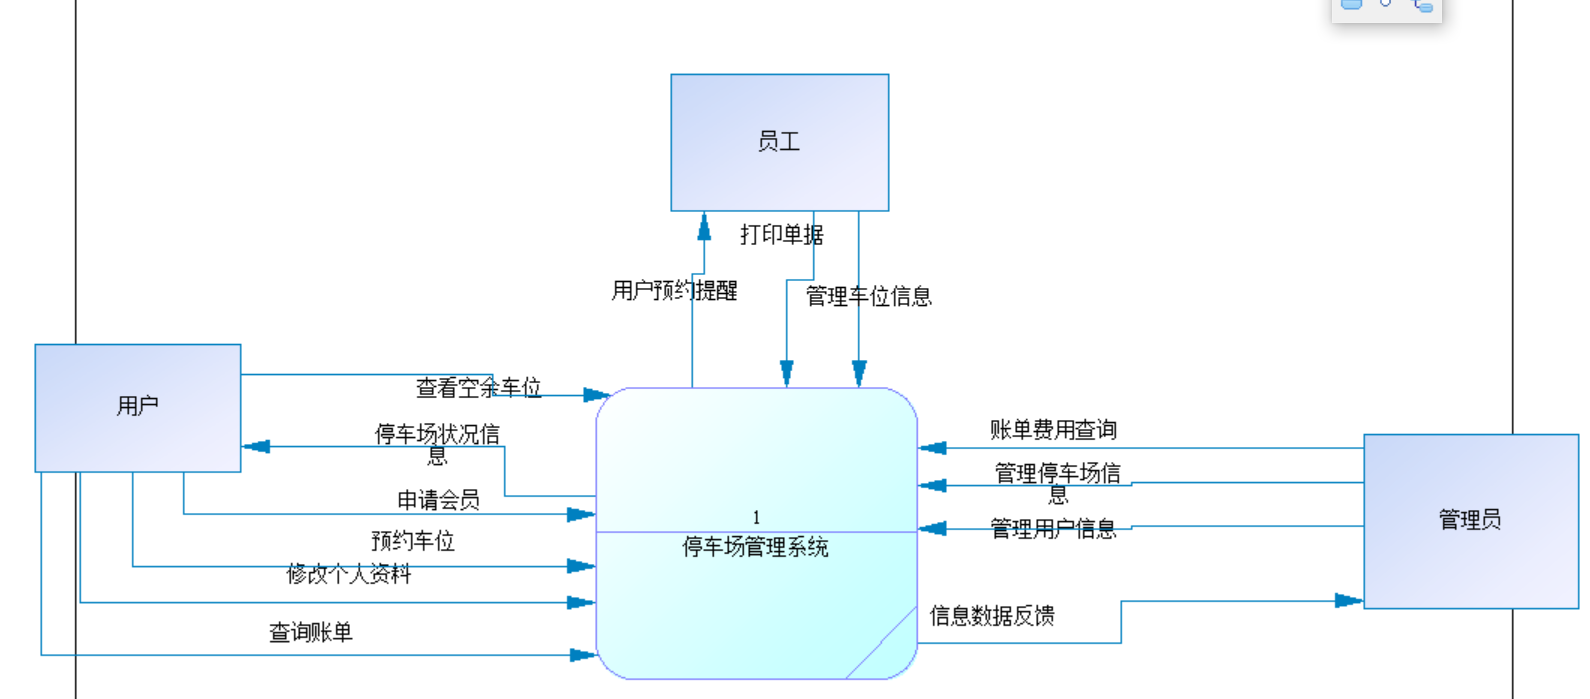 员工
打印单据
用户预约提醒
管理车位信息
用户
查看空余车位
停车场状况信
息
申请会员
预约车位
修改个人资料
查询账单
1
停车场管理系统
账单费用查询
管理停车场信
息
管理用户信息
管理员
信息数据反馈